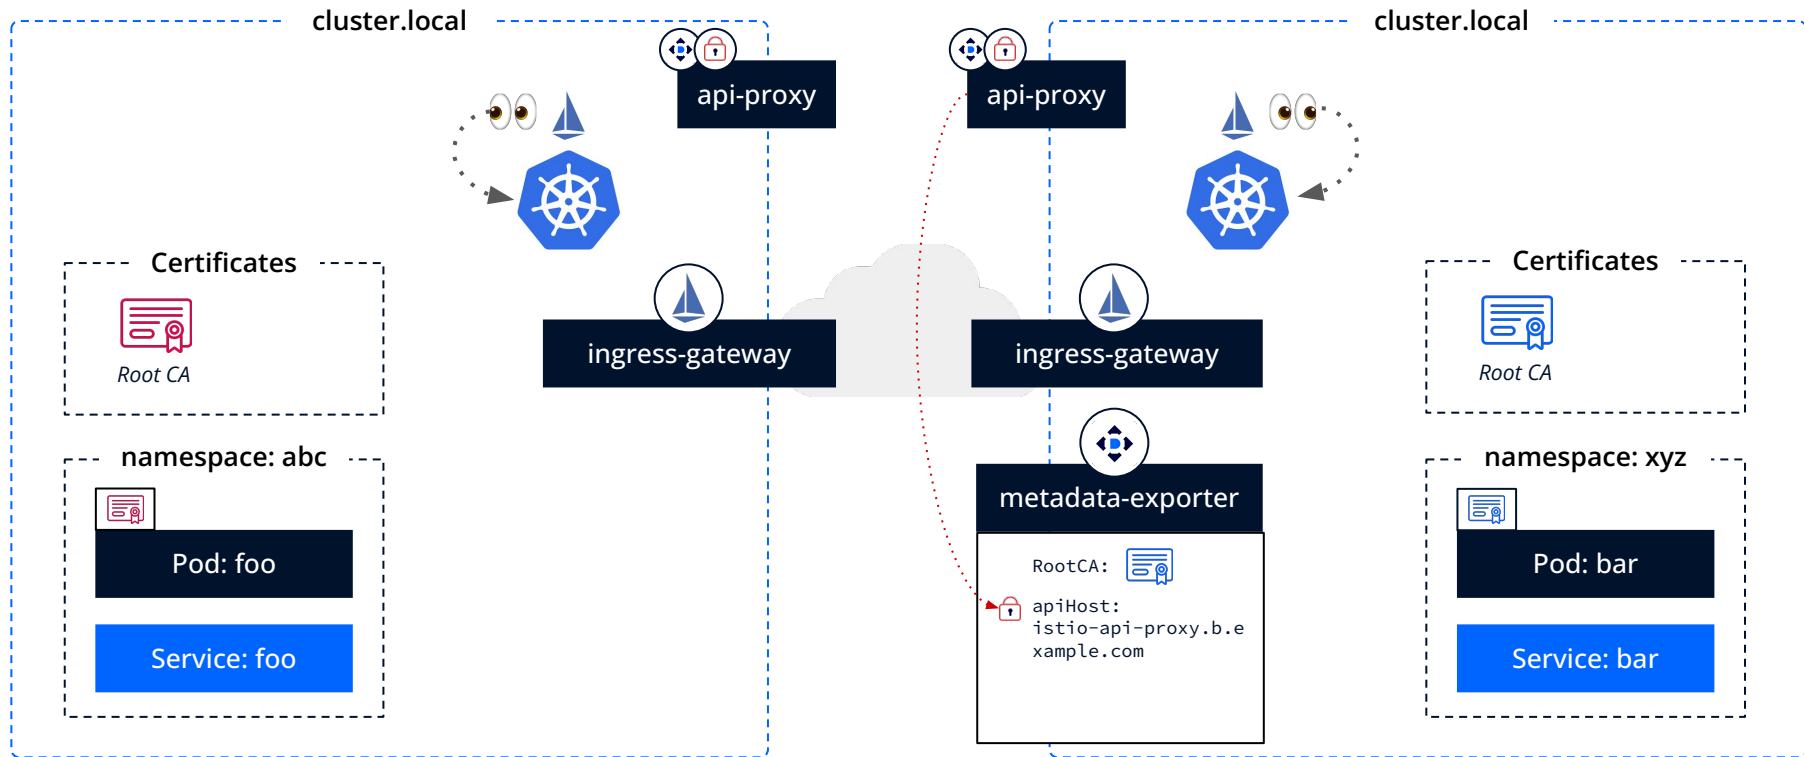 cluster.local
api-proxy
Certificates
Root CA
ingress-gateway
namespace: abc
Pod: foo
Service: foo
cluster.local
api-proxy
Certificates
Root CA
ingress-gateway
metadata-exporter
RootCA:
apiHost:
istio-api-proxy.b.e
xample.com
namespace: xyz
Pod: bar
Service: bar